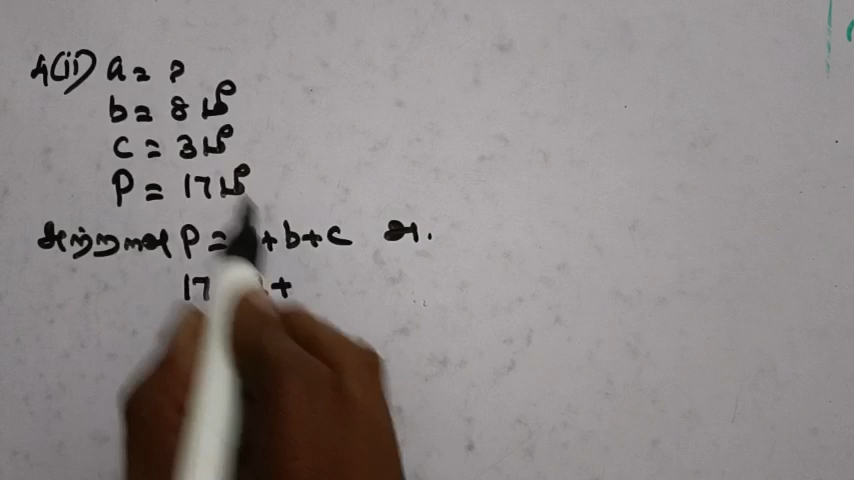 4(ii) a = ?
b = 8 மீ
c = 3 மீ
P = 17 மீ
சுற்றளவு P = + b + c அ.
17 +